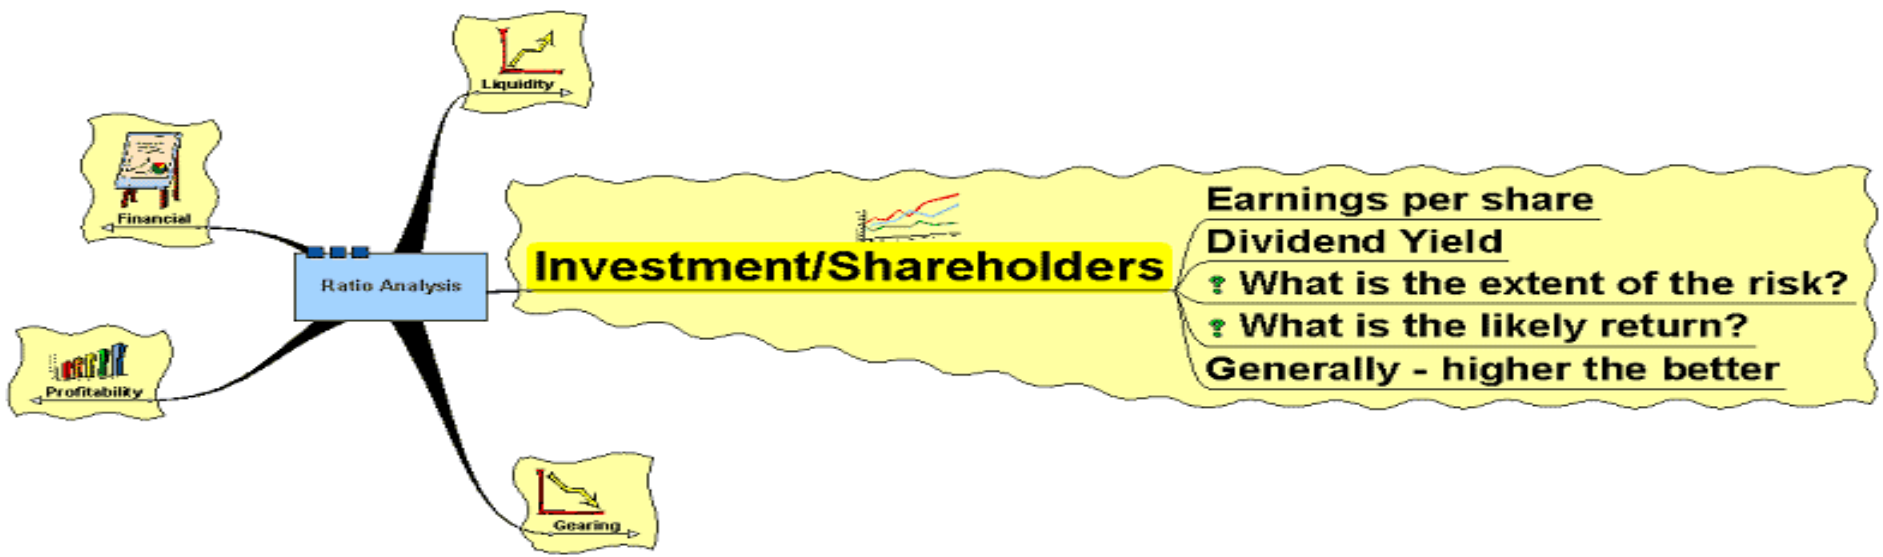 Liquidity
Financial
Ratio Analysis
Profitability
Gearing
Investment/Shareholders
Earnings per share
Dividend Yield
What is the extent of the risk?
What is the likely return?
Generally - higher the better